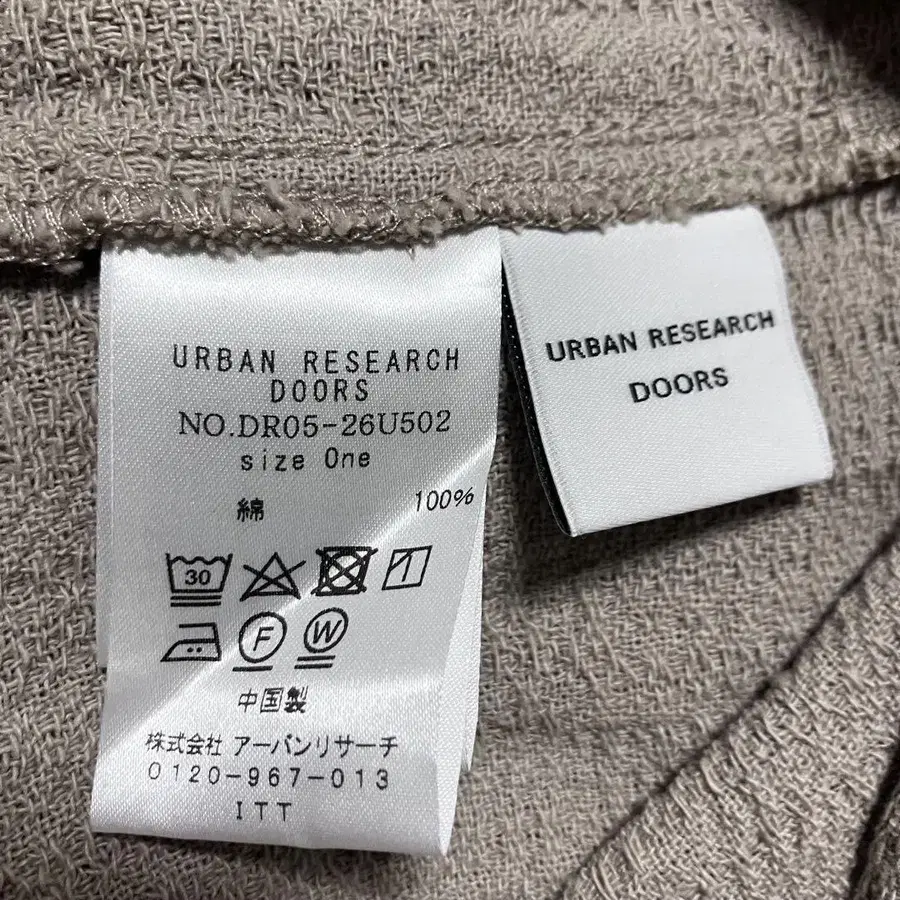 URBAN RESEARCH
DOORS
NO.DR05-26U502
size One
綿 100%
30
F W
中国製
株式会社 アーバンリサーチ
0120-967-013
ITT
URBAN RESEARCH
DOORS